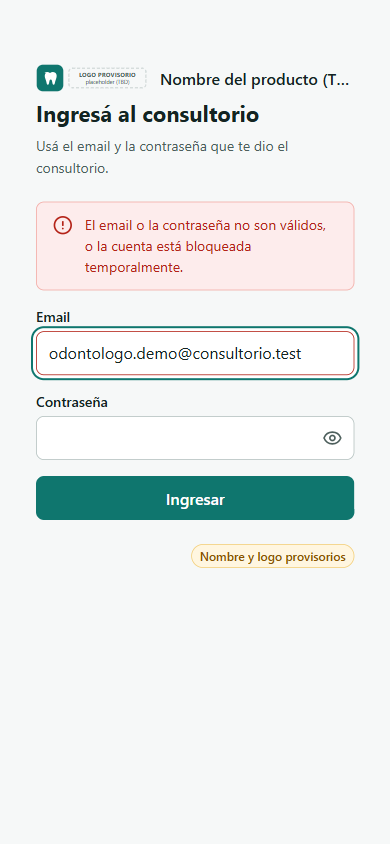 LOGO PROVISORIO
placeholder (TBD)
Nombre del producto (T...
Ingresá al consultorio
Usá el email y la contraseña que te dio el
consultorio.
El email o la contraseña no son válidos,
o la cuenta está bloqueada
temporalmente.
Email
odontologo.demo@consultorio.test
Contraseña
Ingresar
Nombre y logo provisorios